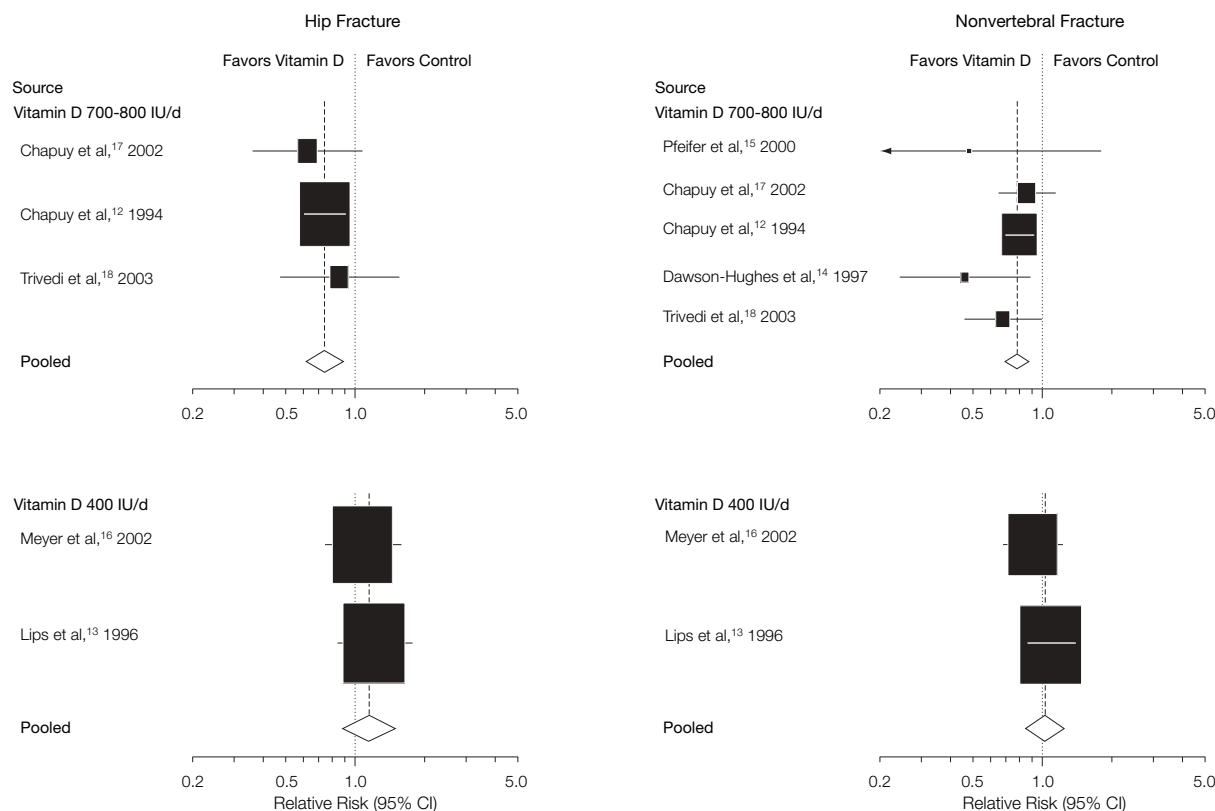 Hip Fracture
Favors Vitamin D Favors Control
Source
Vitamin D 700-800 IU/d
Chapuy et al,17 2002
Chapuy et al,12 1994
Trivedi et al,18 2003
Pooled
0.2 0.5 1.0 5.0
Vitamin D 400 IU/d
Meyer et al,16 2002
Lips et al,13 1996
Pooled
0.2 0.5 1.0 5.0
Relative Risk (95% CI)
Nonvertebral Fracture
Favors Vitamin D Favors Control
Source
Vitamin D 700-800 IU/d
Pfeifer et al,15 2000
Chapuy et al,17 2002
Chapuy et al,12 1994
Dawson-Hughes et al,14 1997
Trivedi et al,18 2003
Pooled
0.2 0.5 1.0 5.0
Vitamin D 400 IU/d
Meyer et al,16 2002
Lips et al,13 1996
Pooled
0.2 0.5 1.0 5.0
Relative Risk (95% CI)